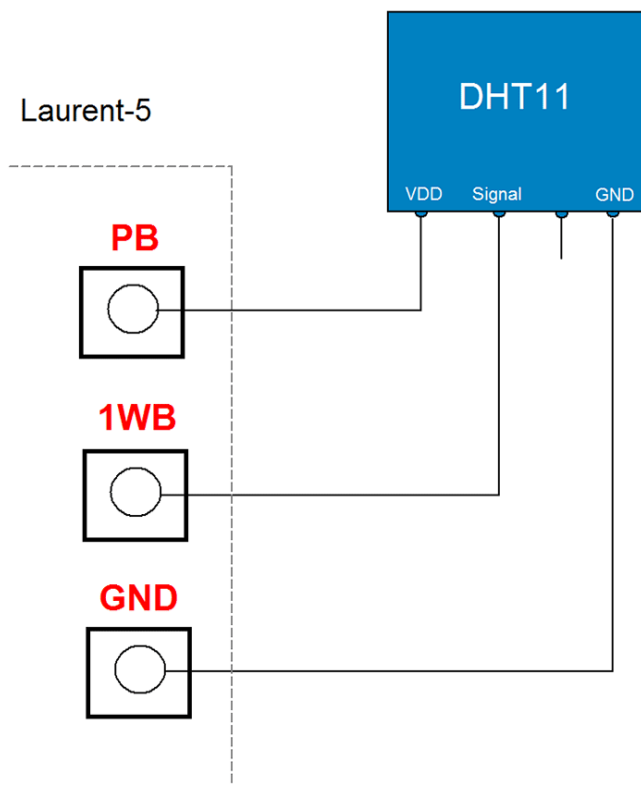 DHT11
Laurent-5
VDD Signal GND
PB
1WB
GND